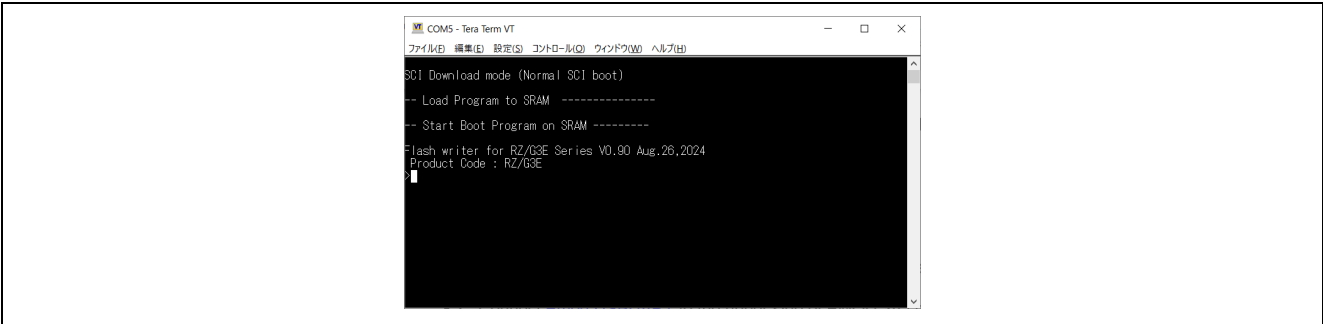 COM5 - Tera Term VT
ファイル(F) 編集(E) 設定(S) コントロール(O) ウィンドウ(W) ヘルプ(H)
SCI Download mode (Normal SCI boot)
-- Load Program to SRAM ---------------
-- Start Boot Program on SRAM ---------
Flash writer for RZ/G3E Series V0.90 Aug.26,2024
Product Code : RZ/G3E
>